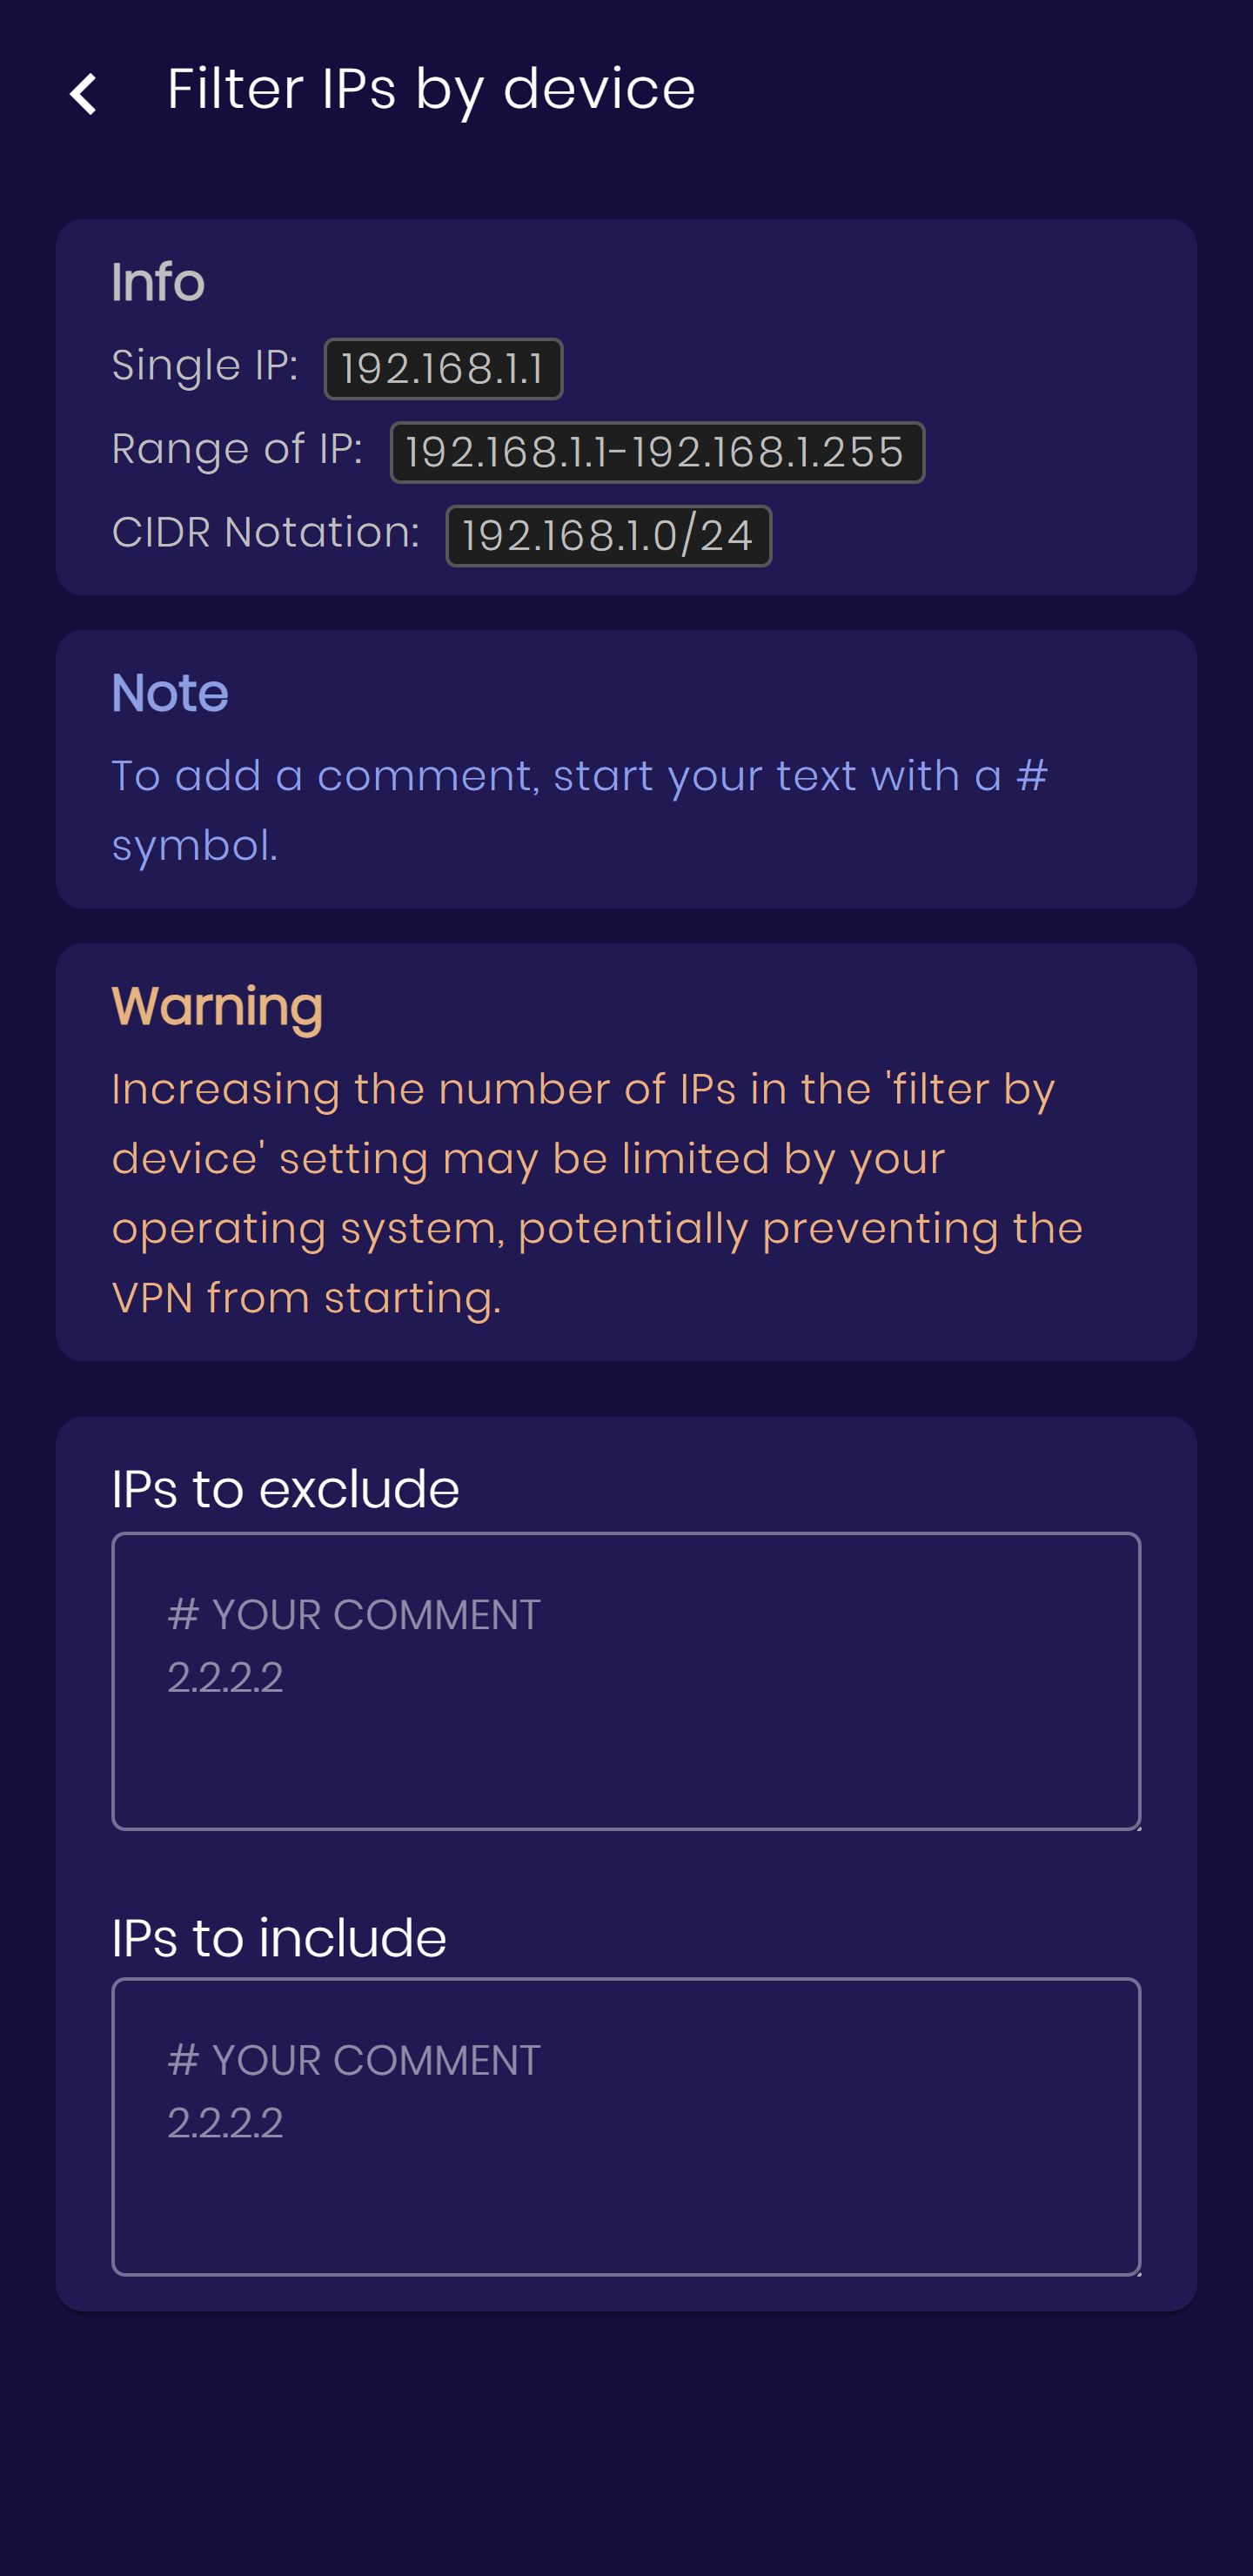 Filter IPs by device
Info
Single IP: 192.168.1.1
Range of IP: 192.168.1.1-192.168.1.255
CIDR Notation: 192.168.1.0/24
Note
To add a comment, start your text with a #
symbol.
Warning
Increasing the number of IPs in the 'filter by
device' setting may be limited by your
operating system, potentially preventing the
VPN from starting.
IPs to exclude
# YOUR COMMENT
2.2.2.2
IPs to include
# YOUR COMMENT
2.2.2.2